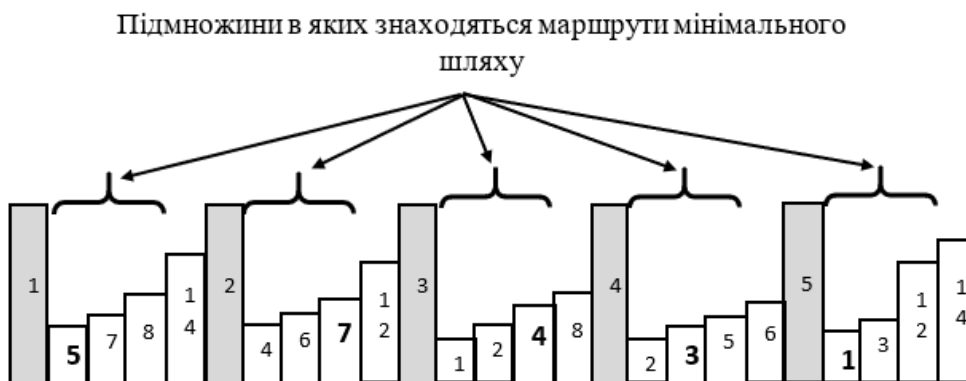 Підмножини в яких знаходяться маршрути мінімального
шляху
1 5 7 8 14 2 4 6 7 12 3 1 2 4 8 4 2 3 5 6 5 1 3 12 14